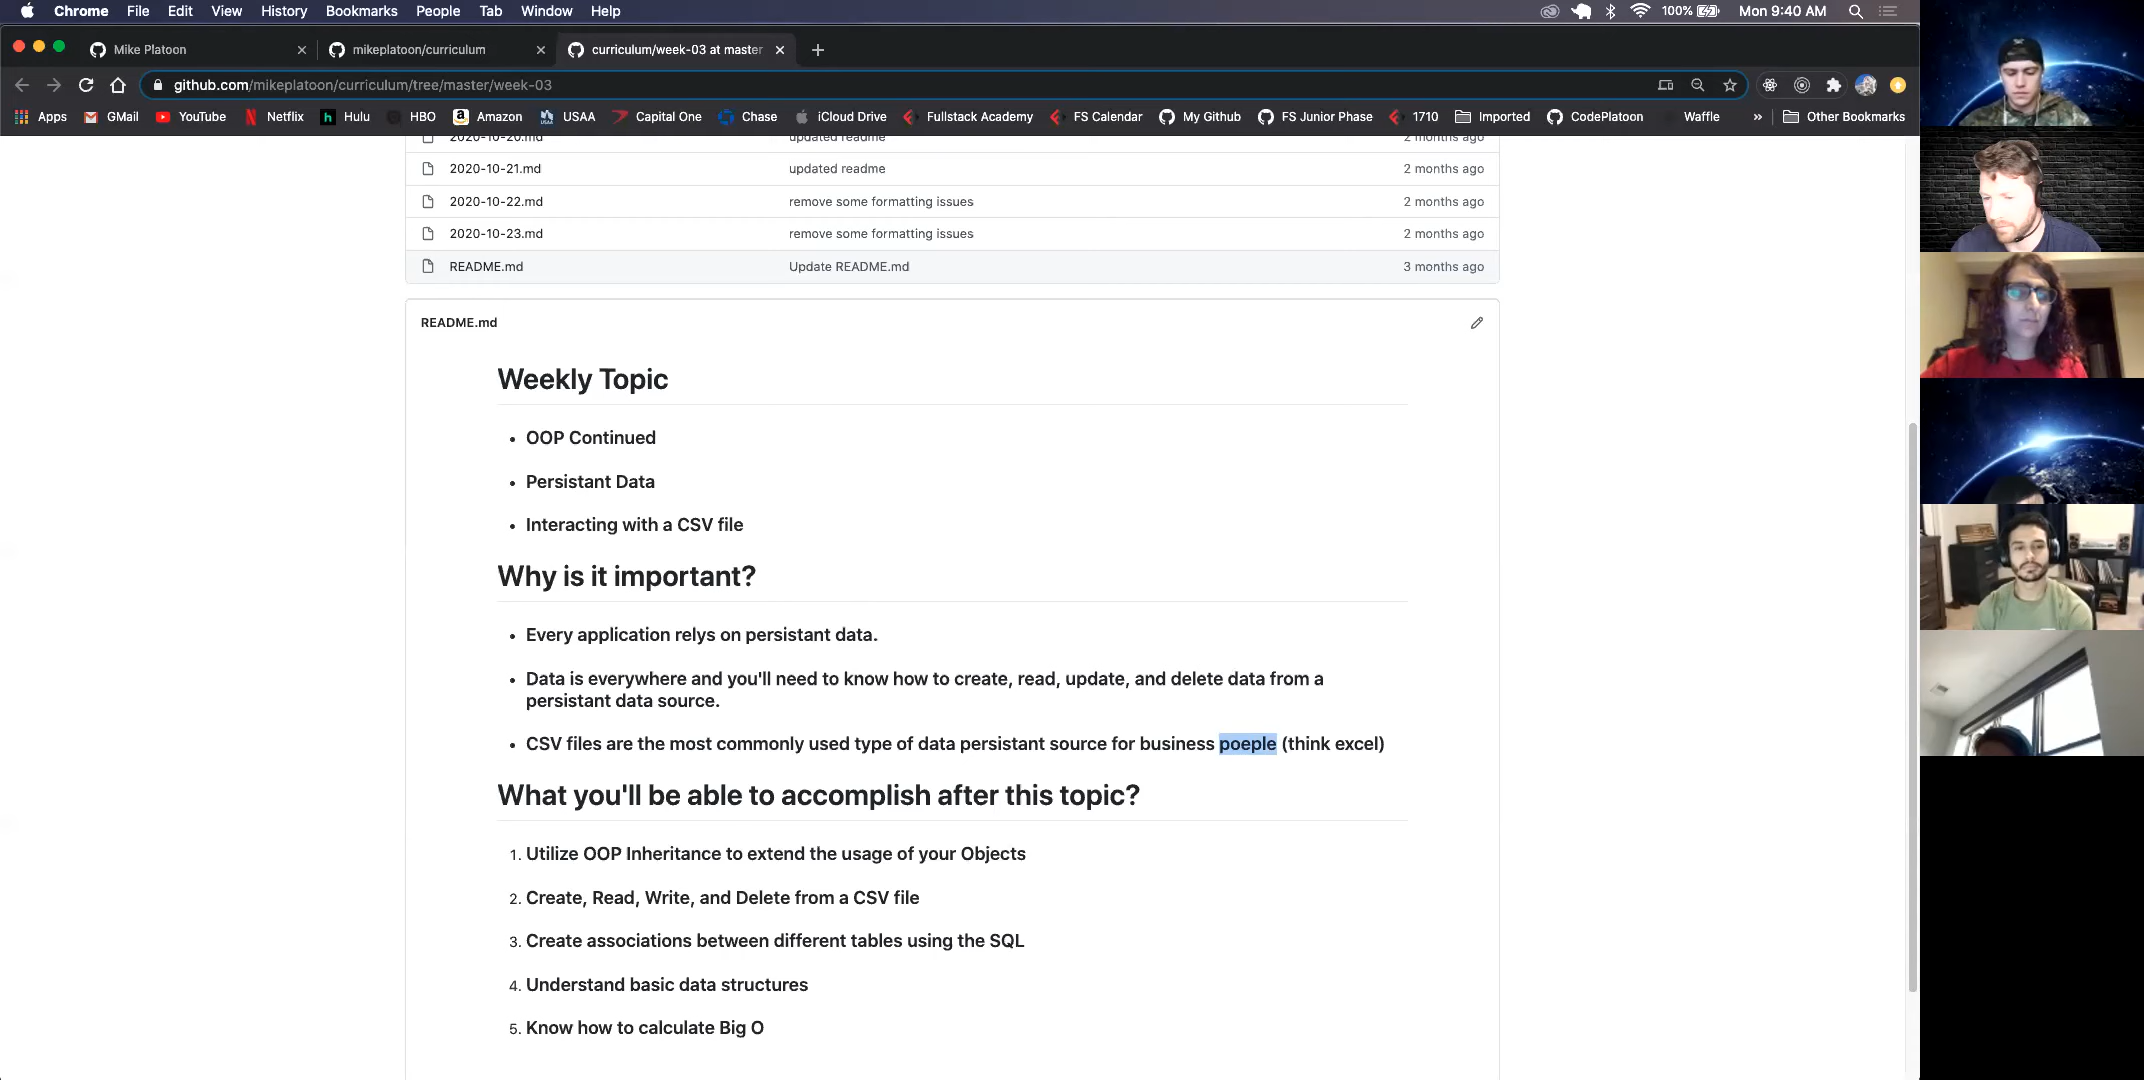 Chrome File Edit View History Bookmarks People Tab Window Help 100% Mon 9:40 AM
Mike Platoon mikeplatoon/curriculum curriculum/week-03 at master
github.com/mikeplatoon/curriculum/tree/master/week-03
Apps GMail YouTube Netflix Hulu HBO Amazon USAA Capital One Chase iCloud Drive Fullstack Academy FS Calendar My Github FS Junior Phase 1710 Imported CodePlatoon Waffle » Other Bookmarks
2020-10-20.md updated readme 2 months ago
2020-10-21.md updated readme 2 months ago
2020-10-22.md remove some formatting issues 2 months ago
2020-10-23.md remove some formatting issues 2 months ago
README.md Update README.md 3 months ago
README.md
Weekly Topic
• OOP Continued
• Persistant Data
• Interacting with a CSV file
Why is it important?
• Every application relys on persistant data.
• Data is everywhere and you'll need to know how to create, read, update, and delete data from a
persistant data source.
• CSV files are the most commonly used type of data persistant source for business poeple (think excel)
What you'll be able to accomplish after this topic?
1. Utilize OOP Inheritance to extend the usage of your Objects
2. Create, Read, Write, and Delete from a CSV file
3. Create associations between different tables using the SQL
4. Understand basic data structures
5. Know how to calculate Big O